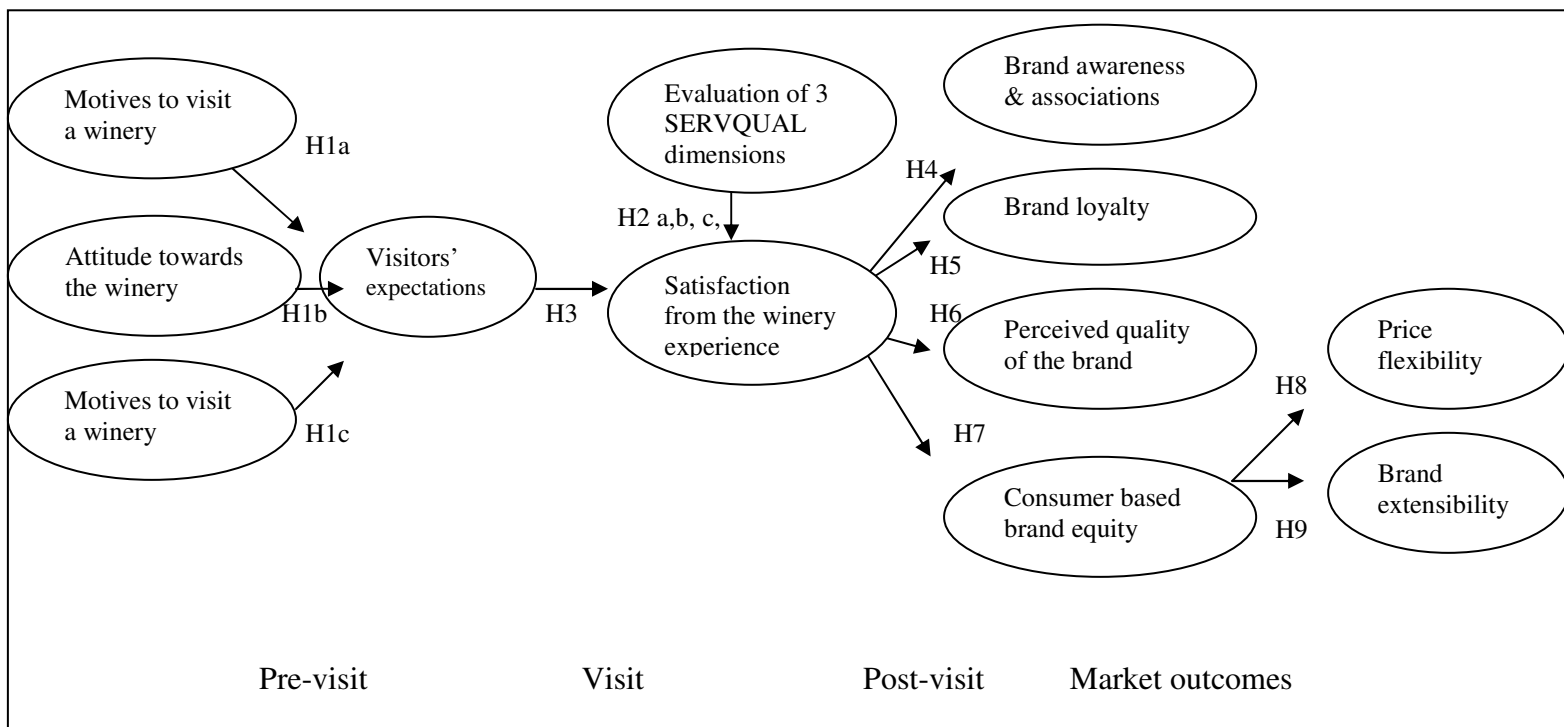 Motives to visit
a winery
H1a
Attitude towards
the winery
H1b
Motives to visit
a winery
H1c
Visitors’
expectations
H3
Evaluation of 3
SERVQUAL
dimensions
H2 a,b, c,
Satisfaction
from the winery
experience
H4
H5
H6
H7
Brand awareness
& associations
Brand loyalty
Perceived quality
of the brand
Consumer based
brand equity
H8
H9
Price
flexibility
Brand
extensibility
Pre-visit
Visit
Post-visit
Market outcomes